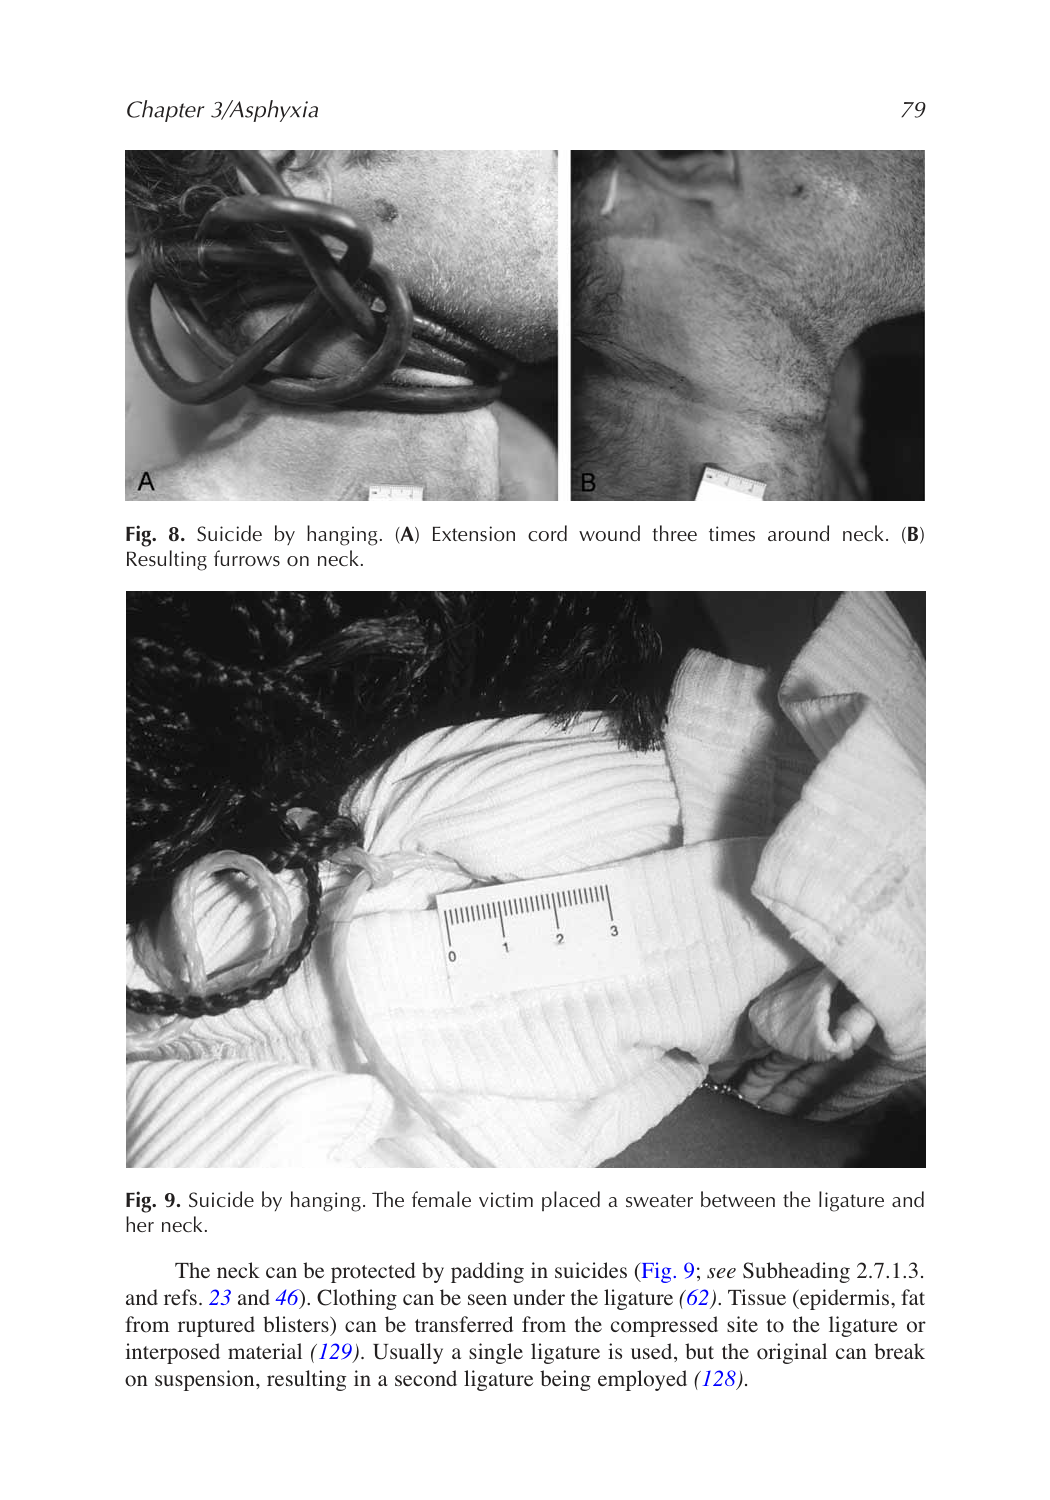 Chapter 3/Asphyxia 79
A
B
Fig. 8. Suicide by hanging. (A) Extension cord wound three times around neck. (B)
Resulting furrows on neck.
0 1 2 3
Fig. 9. Suicide by hanging. The female victim placed a sweater between the ligature and
her neck.
The neck can be protected by padding in suicides (Fig. 9; see Subheading 2.7.1.3.
and refs. 23 and 46). Clothing can be seen under the ligature (62). Tissue (epidermis, fat
from ruptured blisters) can be transferred from the compressed site to the ligature or
interposed material (129). Usually a single ligature is used, but the original can break
on suspension, resulting in a second ligature being employed (128).